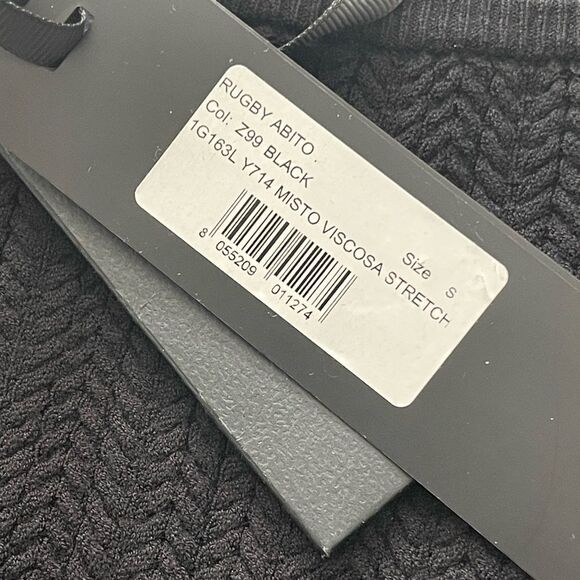 RUGBY ABITO .
Col: Z99 BLACK
1G163L Y714 MISTO VISCOSA STRETCH
Size S
8 055209 011274